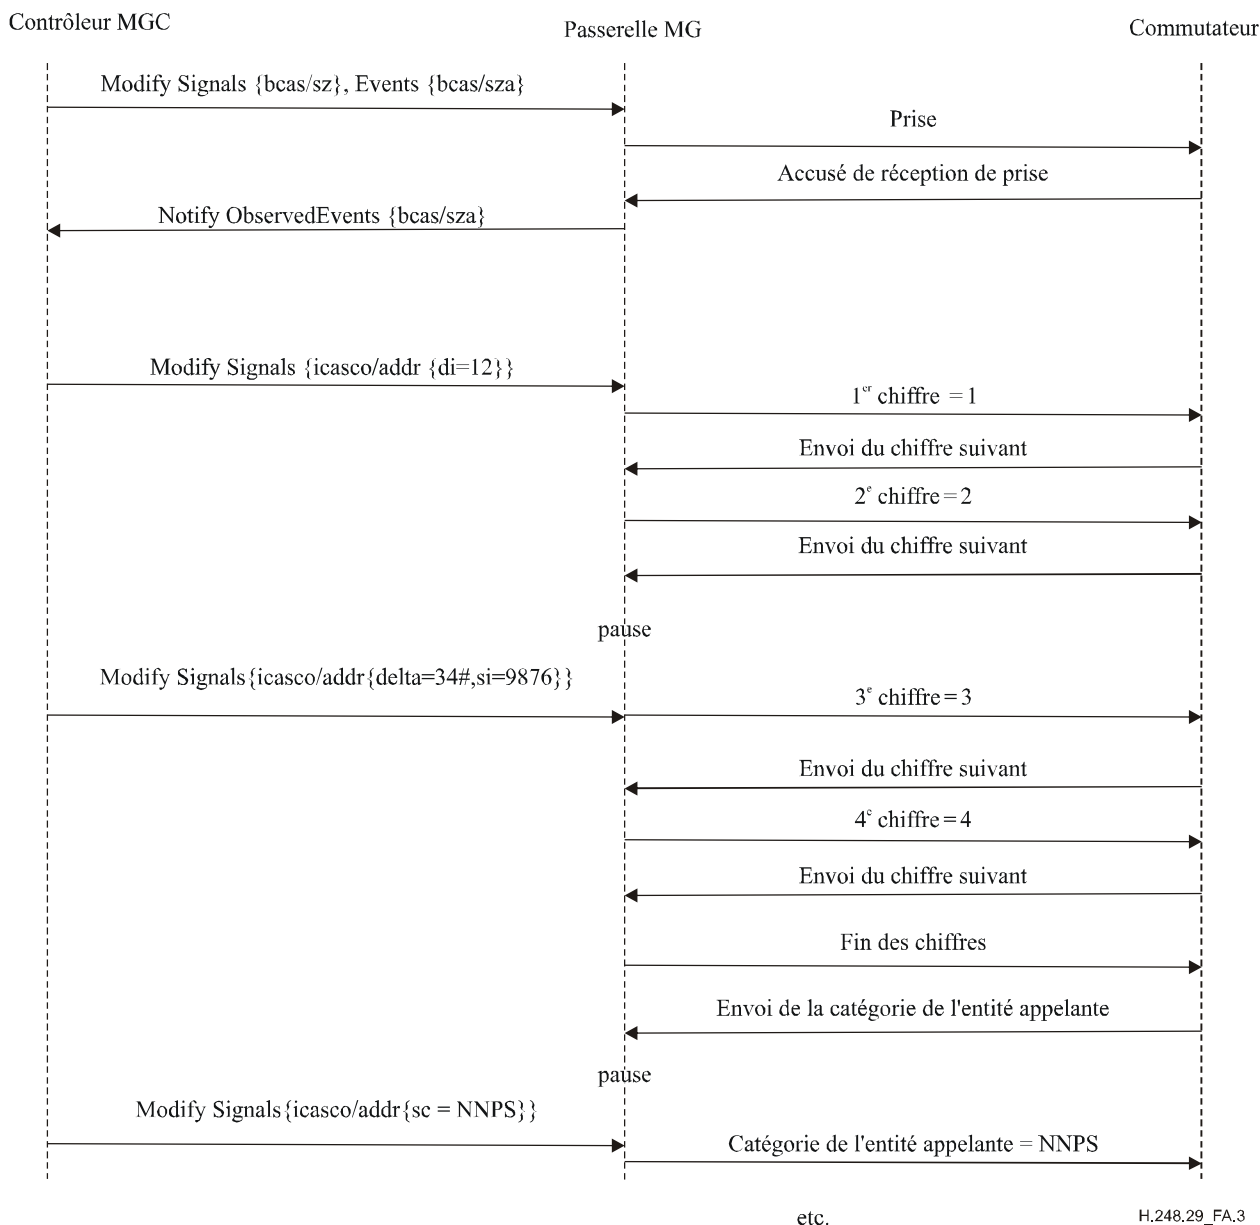 Contrôleur MGC
Passerelle MG
Commutateur
Modify Signals {bcas/sz}, Events {bcas/sza}
Prise
Accusé de réception de prise
Notify ObservedEvents {bcas/sza}
Modify Signals {icasco/addr {di=12}}
1er chiffre = 1
Envoi du chiffre suivant
2e chiffre = 2
Envoi du chiffre suivant
pause
Modify Signals{icasco/addr{delta=34#,si=9876}}
3e chiffre = 3
Envoi du chiffre suivant
4e chiffre = 4
Envoi du chiffre suivant
Fin des chiffres
Envoi de la catégorie de l'entité appelante
pause
Modify Signals{icasco/addr{sc = NNPS}}
Catégorie de l'entité appelante = NNPS
etc.
H.248.29_FA.3